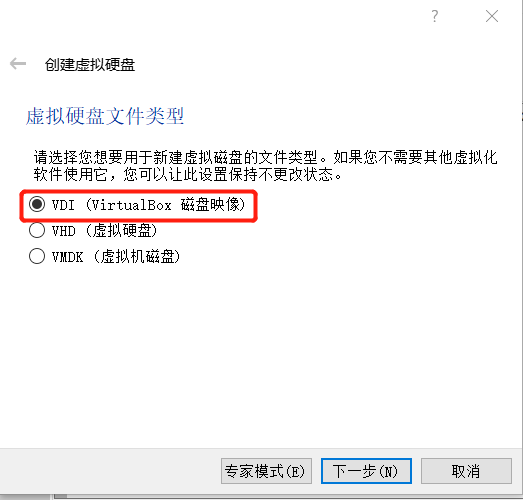 ?
创建虚拟硬盘
虚拟硬盘文件类型
请选择您想要用于新建虚拟磁盘的文件类型。如果您不需要其他虚拟化
软件使用它，您可以让此设置保持不更改状态。
VDI (VirtualBox 磁盘映像)
VHD (虚拟硬盘)
VMDK (虚拟机磁盘)
专家模式(E) 下一步(N) 取消